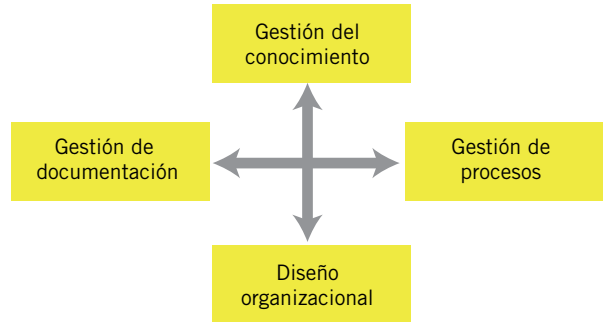 Gestión del
conocimiento
Gestión de
documentación
Gestión de
procesos
Diseño
organizacional